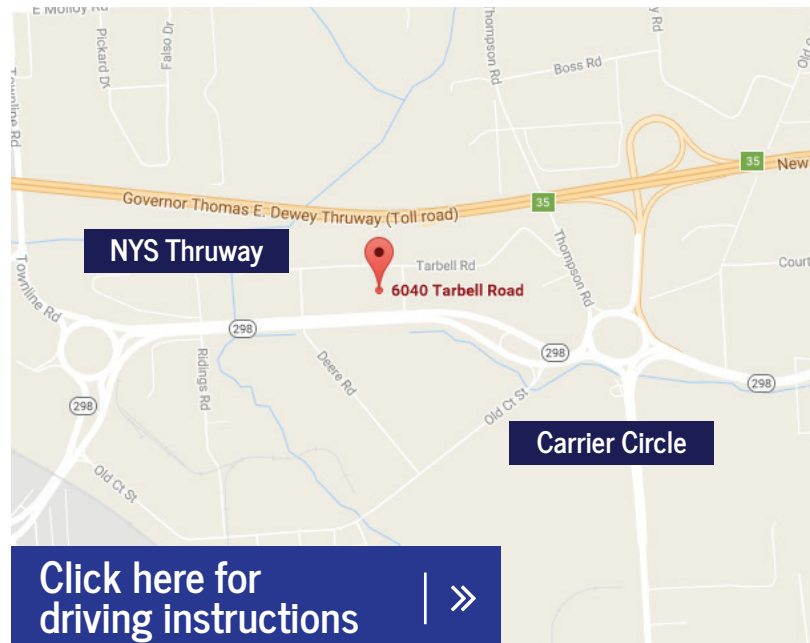 E Molloy Rd
Pickard Dr
Falso Dr
Thompson Rd
Boss Rd
Townline Rd
35
New
Governor Thomas E. Dewey Thruway (Toll road)
35
NYS Thruway
Tarbell Rd
Thompson Rd
Court
6040 Tarbell Road
Townline Rd
298
298
298
298
Ridings Rd
Deere Rd
Old Ct St
Carrier Circle
Old Ct St
Click here for
driving instructions